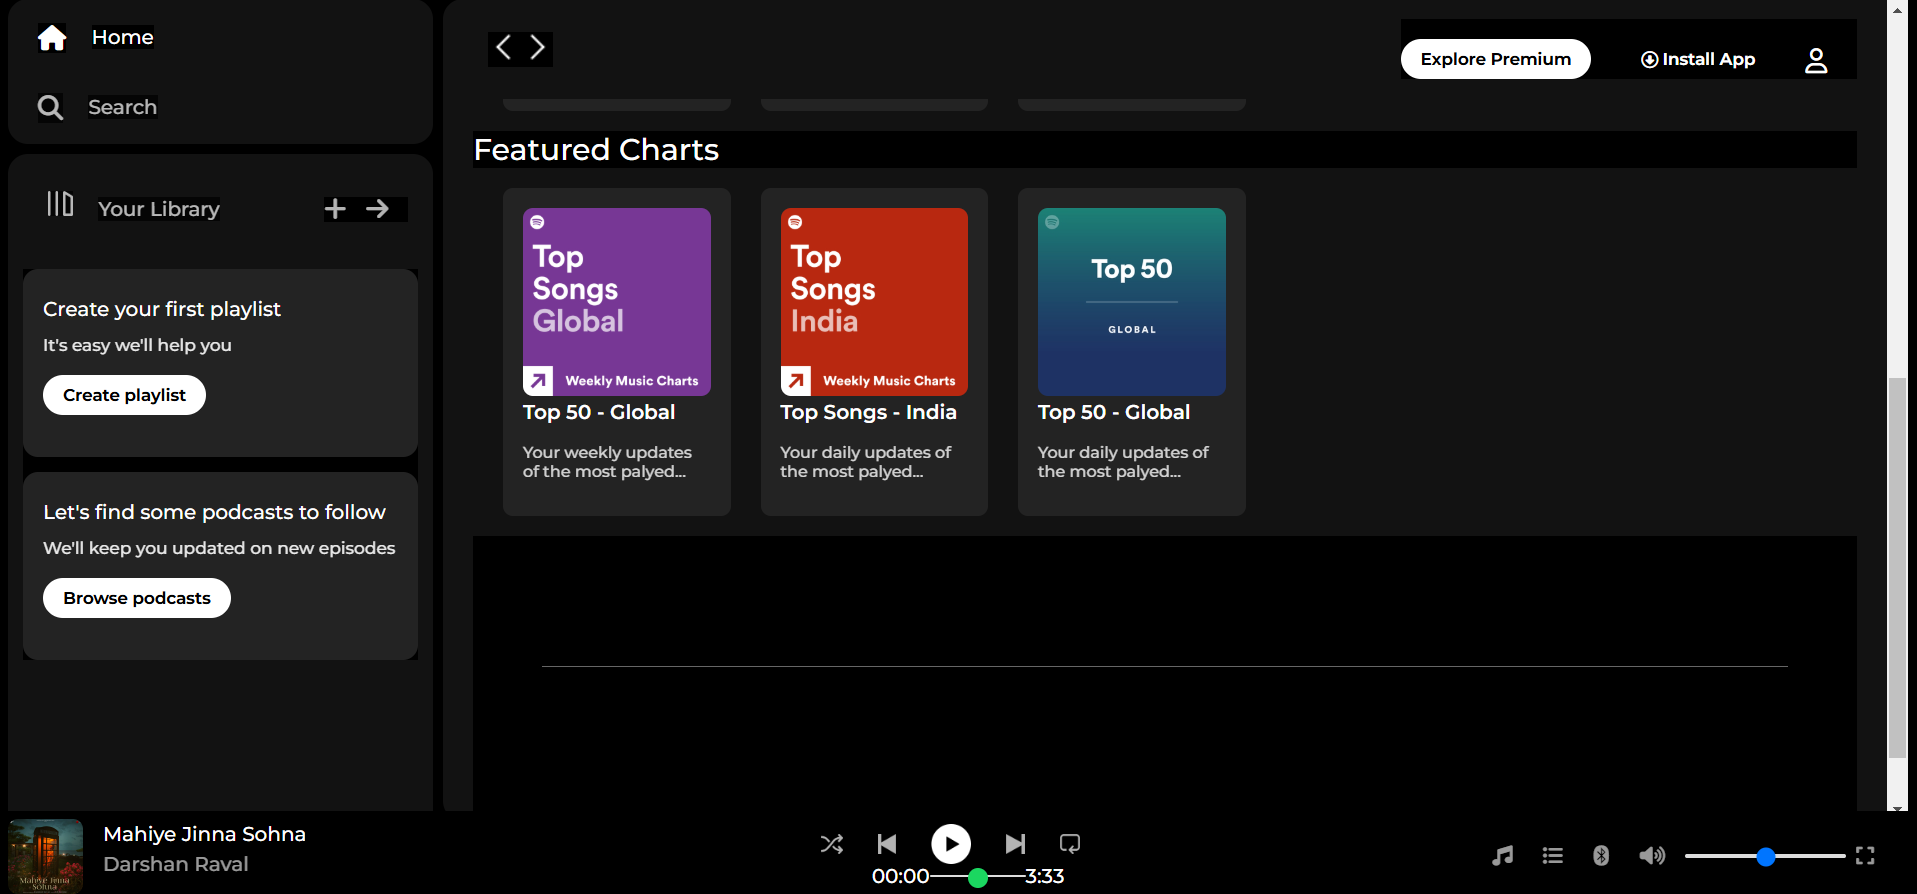 Home
Search
Your Library
Create your first playlist
It's easy we'll help you
Create playlist
Let's find some podcasts to follow
We'll keep you updated on new episodes
Browse podcasts
Explore Premium
Install App
Featured Charts
Top
Songs
Global
Weekly Music Charts
Top 50 - Global
Your weekly updates
of the most palyed...
Top
Songs
India
Weekly Music Charts
Top Songs - India
Your daily updates of
the most palyed...
Top 50
GLOBAL
Top 50 - Global
Your daily updates of
the most palyed...
Mahiye Jinna
Sohna
Mahiye Jinna Sohna
Darshan Raval
00:00
3:33